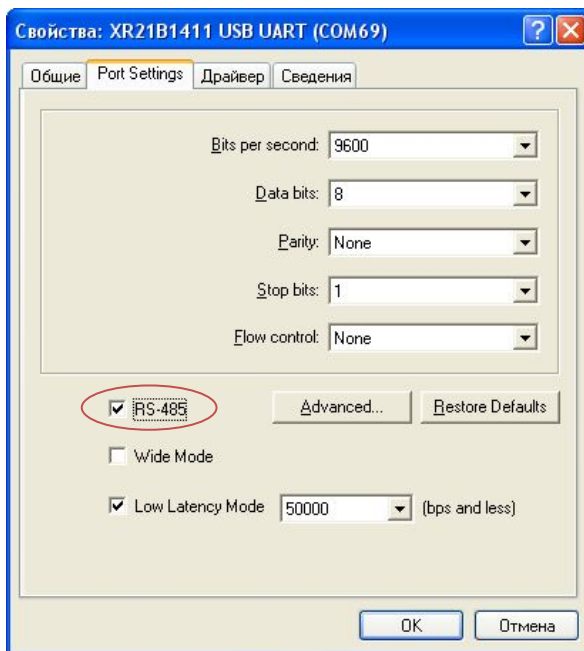 Свойства: XR21B1411 USB UART (COM69)
Общие Port Settings Драйвер Сведения
Bits per second: 9600
Data bits: 8
Parity: None
Stop bits: 1
Flow control: None
RS-485 Advanced... Restore Defaults
Wide Mode
Low Latency Mode 50000 (bps and less)
OK Отмена